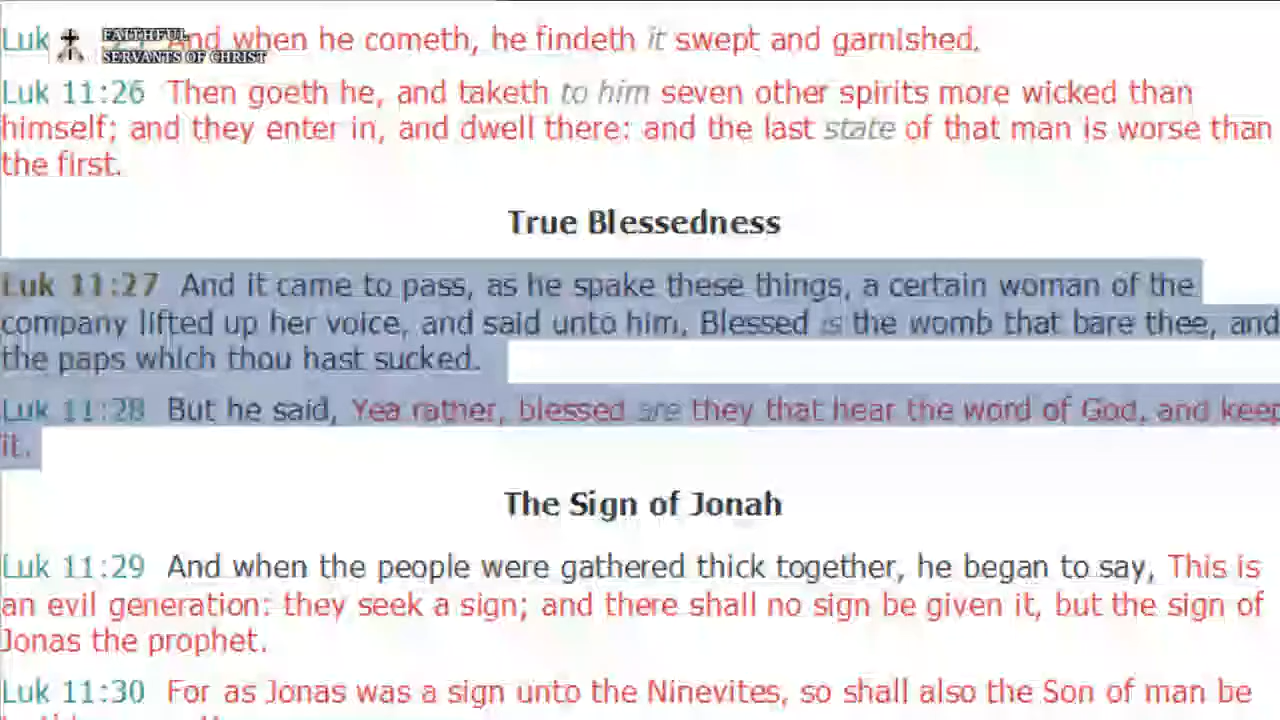 Luk And when he cometh, he findeth it swept and garnished.
FAITHFUL
SERVANTS OF CHRIST
Luk 11:26 Then goeth he, and taketh to him seven other spirits more wicked than
himself; and they enter in, and dwell there: and the last state of that man is worse than
the first.
True Blessedness
Luk 11:27 And it came to pass, as he spake these things, a certain woman of the
company lifted up her voice, and said unto him, Blessed is the womb that bare thee, and
the paps which thou hast sucked.
Luk 11:28 But he said, Yea rather, blessed are they that hear the word of God, and keep
it.
The Sign of Jonah
Luk 11:29 And when the people were gathered thick together, he began to say, This is
an evil generation: they seek a sign; and there shall no sign be given it, but the sign of
Jonas the prophet.
Luk 11:30 For as Jonas was a sign unto the Ninevites, so shall also the Son of man be